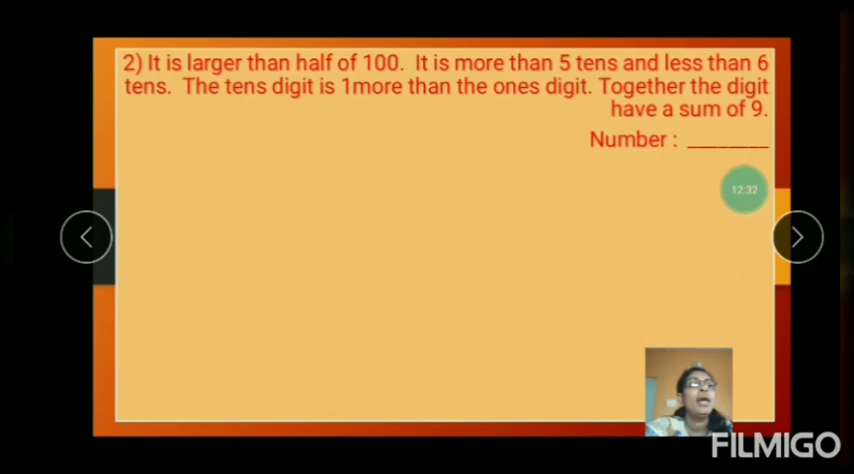 2) It is larger than half of 100.  It is more than 5 tens and less than 6
tens.  The tens digit is 1more than the ones digit. Together the digit
have a sum of 9.
Number : ________
12:32
FILMIGO